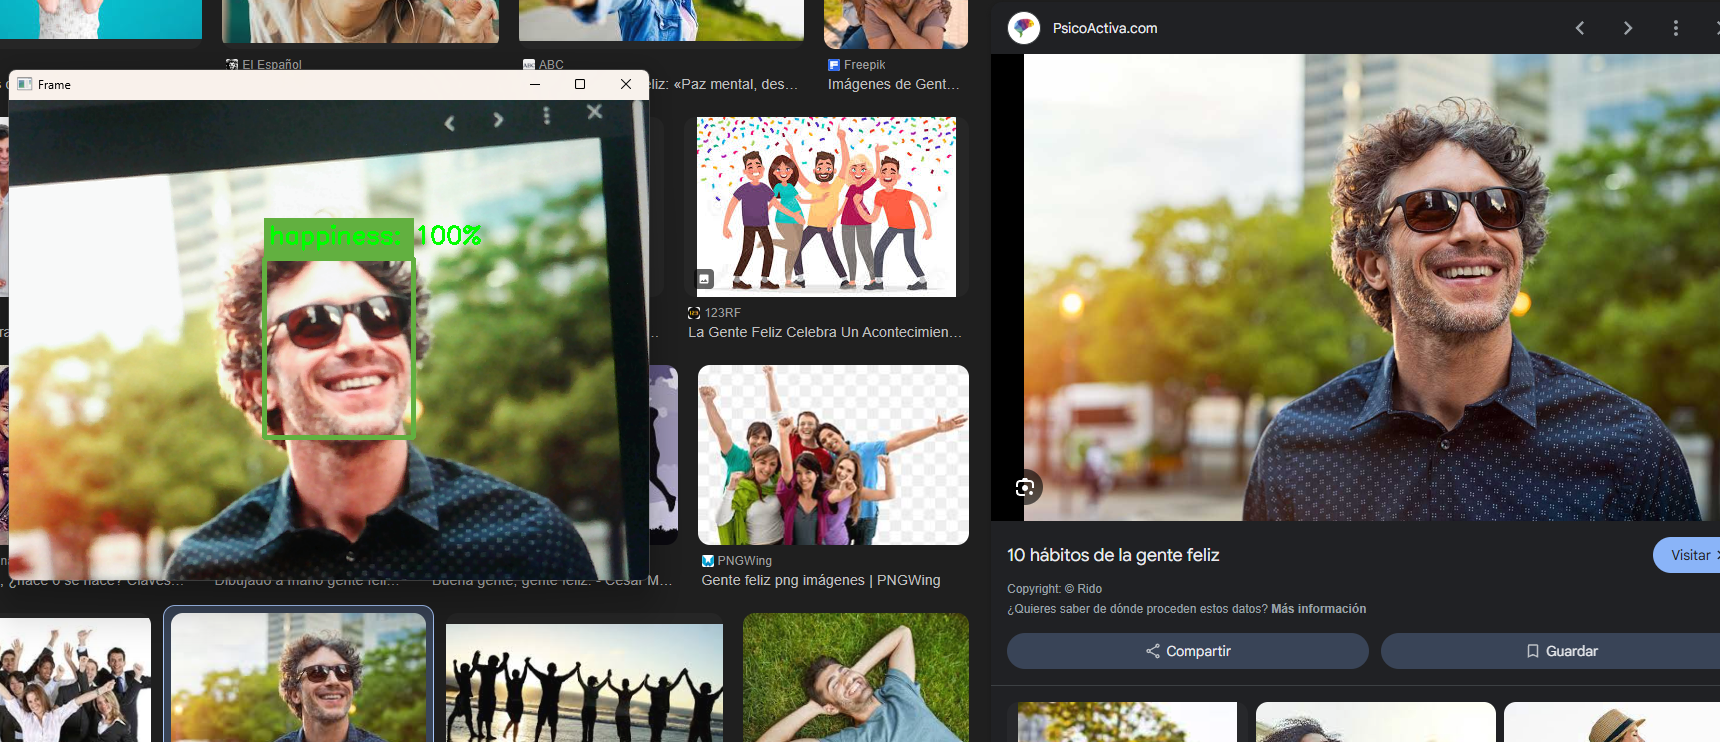 El Español
ABC
eliz: «Paz mental, des...
Freepik
Imágenes de Gent...
Frame
happiness: 100%
123RF
La Gente Feliz Celebra Un Acontecimien...
PNGWing
Gente feliz png imágenes | PNGWing
¿nace o se hace? Claves...
Dibujado a mano gente feli...
Buena gente, gente feliz. - César M...
PsicoActiva.com
10 hábitos de la gente feliz
Visitar
Copyright: © Rido
¿Quieres saber de dónde proceden estos datos? Más información
Compartir
Guardar